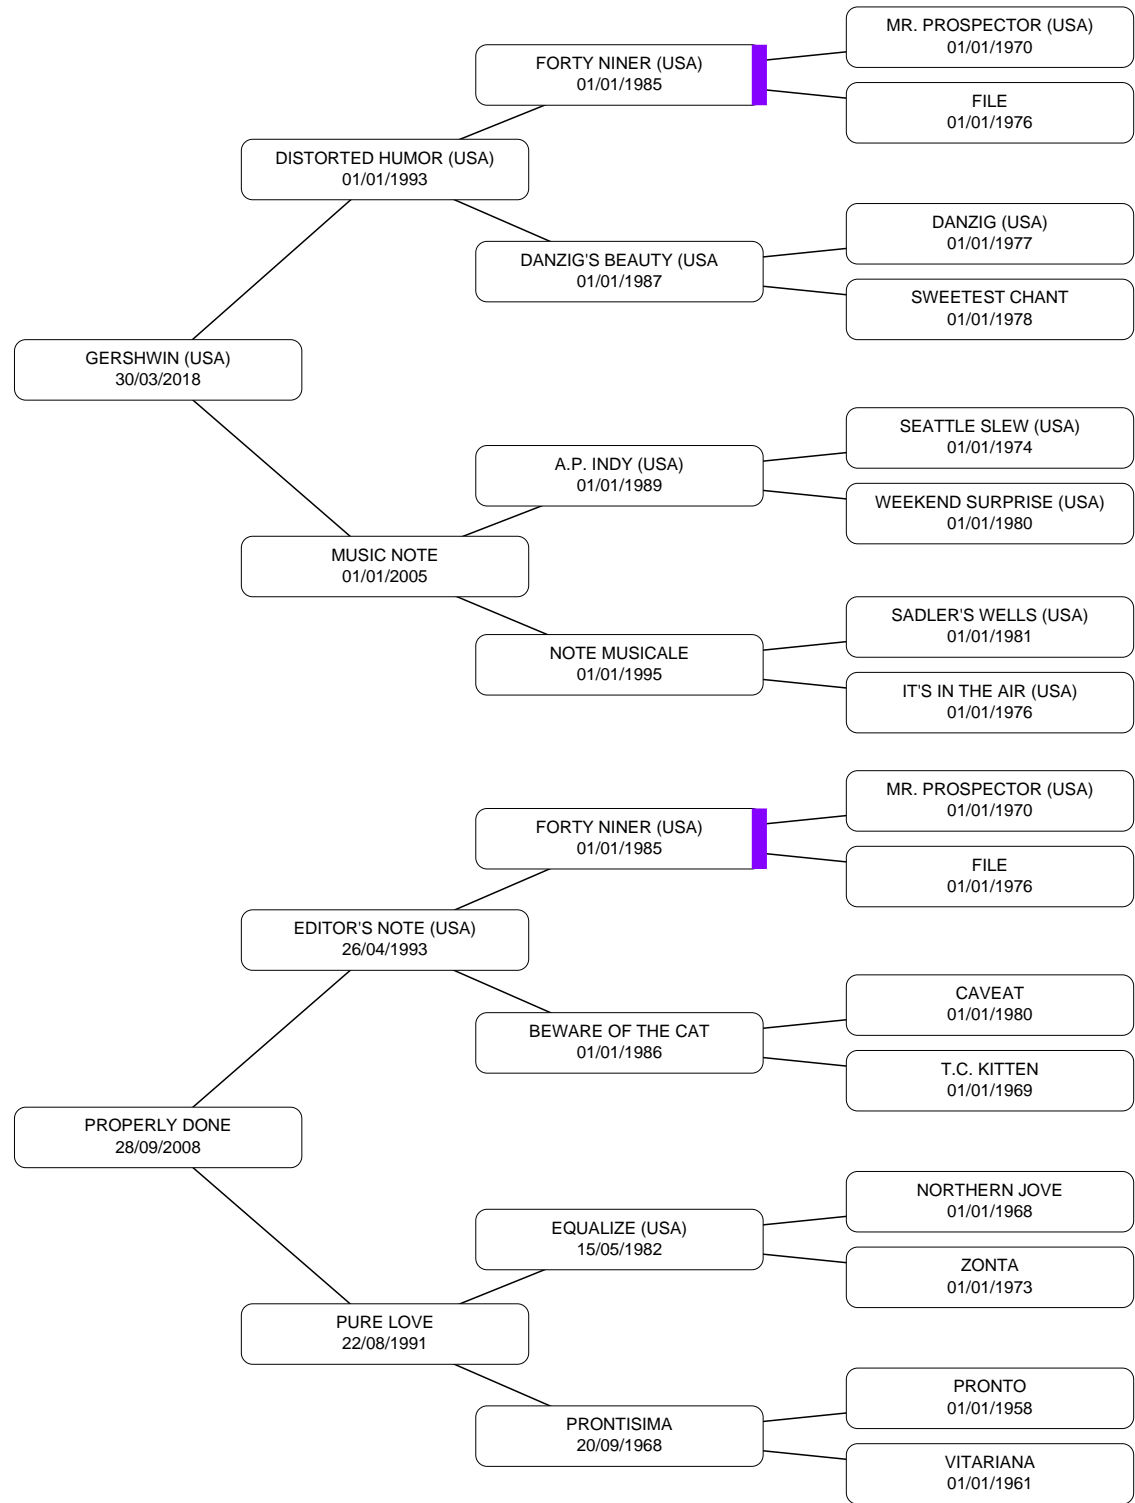 MR. PROSPECTOR (USA)
01/01/1970
FORTY NINER (USA)
01/01/1985
FILE
01/01/1976
DISTORTED HUMOR (USA)
01/01/1993
DANZIG (USA)
01/01/1977
DANZIG'S BEAUTY (USA
01/01/1987
SWEETEST CHANT
01/01/1978
GERSHWIN (USA)
30/03/2018
SEATTLE SLEW (USA)
01/01/1974
A.P. INDY (USA)
01/01/1989
WEEKEND SURPRISE (USA)
01/01/1980
MUSIC NOTE
01/01/2005
SADLER'S WELLS (USA)
01/01/1981
NOTE MUSICALE
01/01/1995
IT'S IN THE AIR (USA)
01/01/1976
MR. PROSPECTOR (USA)
01/01/1970
FORTY NINER (USA)
01/01/1985
FILE
01/01/1976
EDITOR'S NOTE (USA)
26/04/1993
CAVEAT
01/01/1980
BEWARE OF THE CAT
01/01/1986
T.C. KITTEN
01/01/1969
PROPERLY DONE
28/09/2008
NORTHERN JOVE
01/01/1968
EQUALIZE (USA)
15/05/1982
ZONTA
01/01/1973
PURE LOVE
22/08/1991
PRONTO
01/01/1958
PRONTISIMA
20/09/1968
VITARIANA
01/01/1961